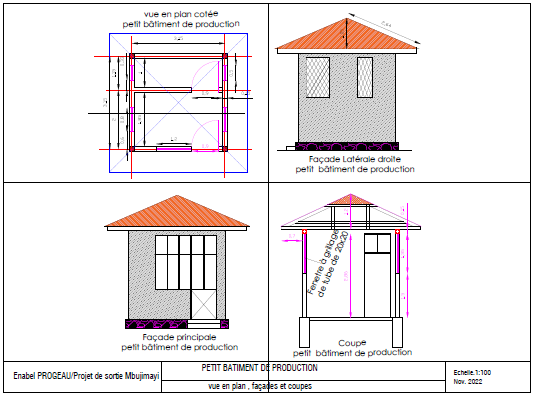 vue en plan cotée
petit bâtiment de production
Façade Latérale droite
petit bâtiment de production
Façade principale
petit bâtiment de production
Fenetre à grillage
de tube de 20x20
Coupe
petit bâtiment de production
Enabel PROGEAU/Projet de sortie Mbujimayi
PETIT BATIMENT DE PRODUCTION
vue en plan , façades et coupes
Echelle.1:100
Nov. 2022